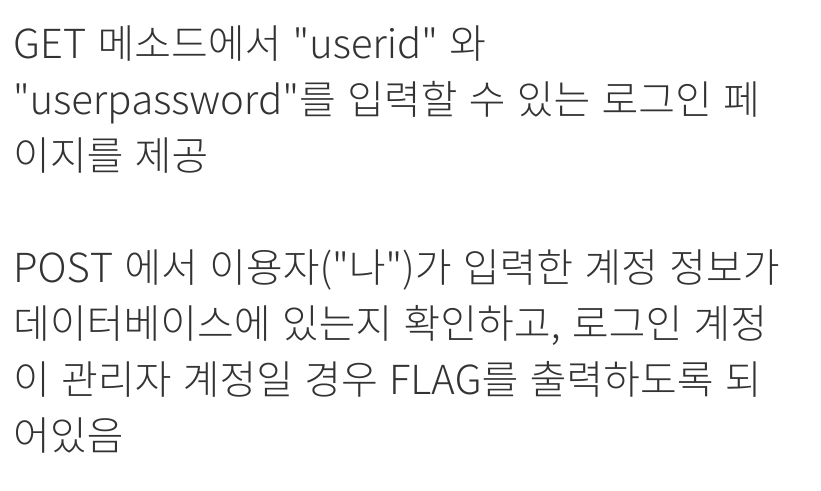 GET 메소드에서 "userid" 와
"userpassword"를 입력할 수 있는 로그인 페
이지를 제공
POST 에서 이용자("나")가 입력한 계정 정보가
데이터베이스에 있는지 확인하고, 로그인 계정
이 관리자 계정일 경우 FLAG를 출력하도록 되
어있음